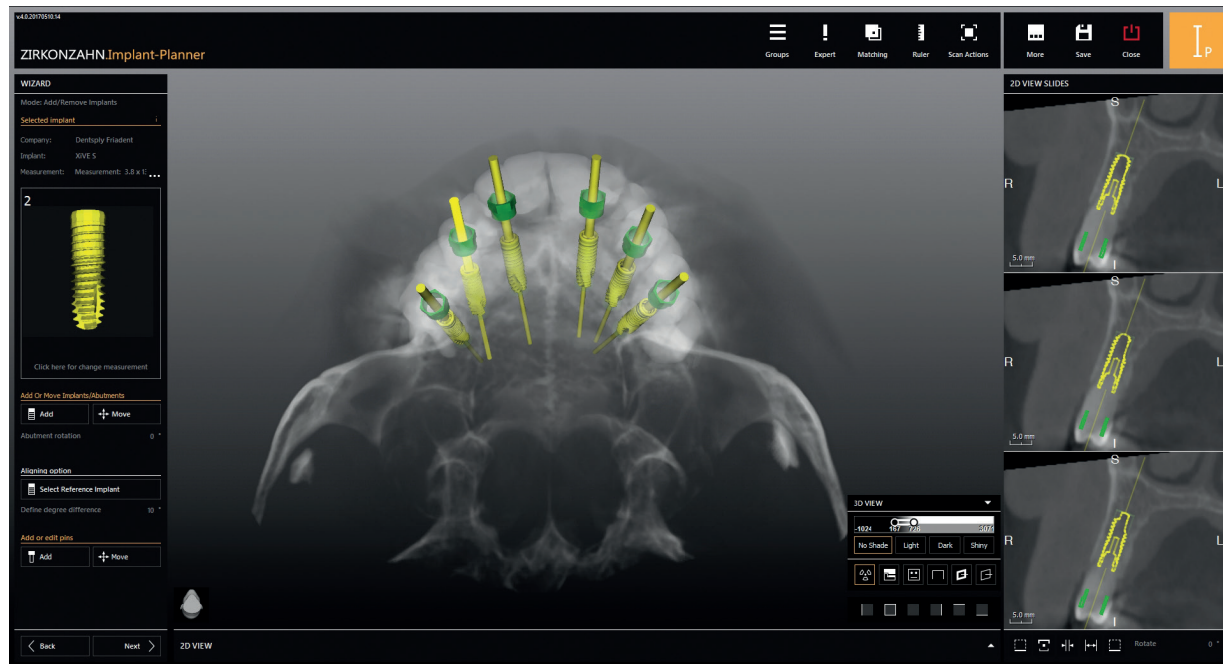 v.4.0.20170510.14
ZIRKONZAHN.Implant-Planner
Groups
Expert
Matching
Ruler
Scan Actions
More
Save
Close
P
WIZARD
Mode: Add/Remove Implants
Selected implant i
Company: Dentsply Friadent
Implant: XiVE S
Measurement: Measurement: 3.8 x 1 ...
2
Click here for change measurement
Add Or Move Implants/Abutments
Add
Move
Abutment rotation 0 °
Aligning option
Select Reference Implant
Define degree difference 10 °
Add or edit pins
Add
Move
Back
Next
2D VIEW
3D VIEW
-1024 167 226 3071
No Shade
Light
Dark
Shiny
2D VIEW SLIDES
S
R
L
5.0 mm
I
S
R
L
5.0 mm
I
S
R
L
5.0 mm
I
Rotate 0 °